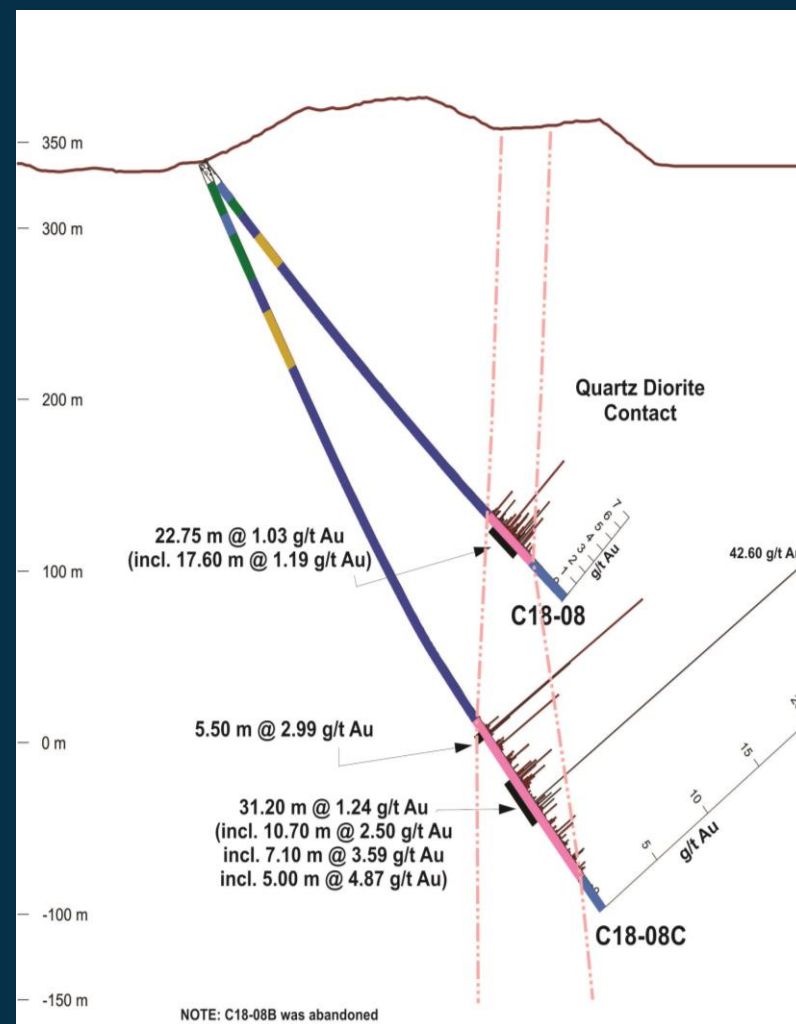 350 m
300 m
200 m
Quartz Diorite
Contact
22.75 m @ 1.03 g/t Au
(incl. 17.60 m @ 1.19 g/t Au)
100 m
0 1 2 3 4 5 6 7
g/t Au
42.60 g/t Au
C18-08
5.50 m @ 2.99 g/t Au
0 m
31.20 m @ 1.24 g/t Au
(incl. 10.70 m @ 2.50 g/t Au
incl. 7.10 m @ 3.59 g/t Au
incl. 5.00 m @ 4.87 g/t Au)
0 5 10 15
g/t Au
-100 m
C18-08C
-150 m
NOTE: C18-08B was abandoned